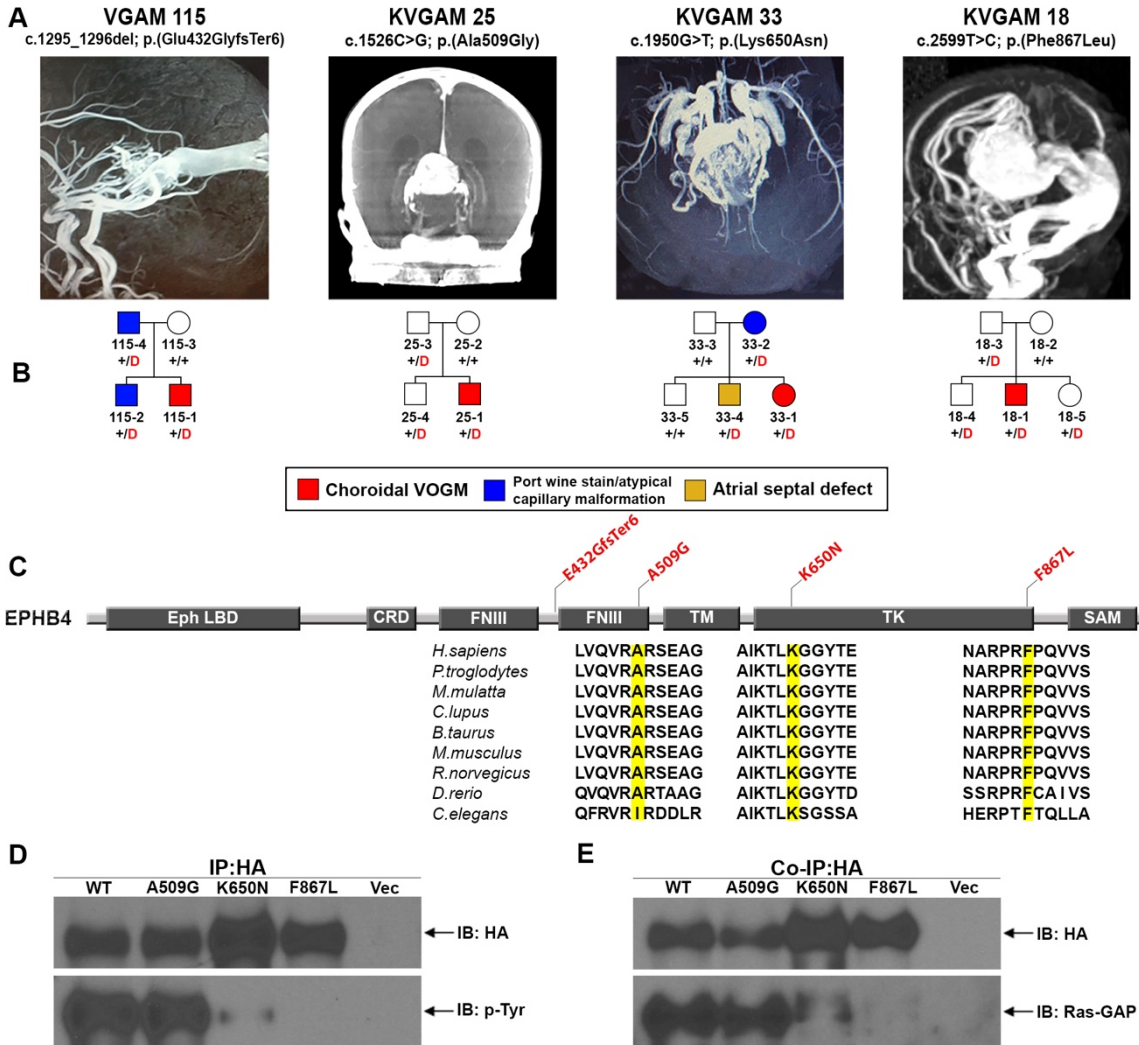 A
VGAM 115
c.1295_1296del; p.(Glu432GlyfsTer6)
KVGAM 25
c.1526C>G; p.(Ala509Gly)
KVGAM 33
c.1950G>T; p.(Lys650Asn)
KVGAM 18
c.2599T>C; p.(Phe867Leu)
B
115-4 115-3
+/D +/+
115-2 115-1
+/D +/D
25-3 25-2
+/D +/+
25-4 25-1
+/+ +/D
33-3 33-2
+/+ +/D
33-5 33-4 33-1
+/+ +/D +/D
18-3 18-2
+/D +/+
18-4 18-1 18-5
+/D +/D +/D
Choroidal VOGM
Port wine stain/atypical
capillary malformation
Atrial septal defect
C
E432GfsTer6 A509G K650N F867L
EPHB4 Eph LBD CRD FNIII FNIII TM TK SAM
H.sapiens LVQVRARSEAG AIKTLKGGYTE NARPRFPQVVS
P.troglodytes LVQVRARSEAG AIKTLKGGYTE NARPRFPQVVS
M.mulatta LVQVRARSEAG AIKTLKGGYTE NARPRFPQVVS
C.lupus LVQVRARSEAG AIKTLKGGYTE NARPRFPQVVS
B.taurus LVQVRARSEAG AIKTLKGGYTE NARPRFPQVVS
M.musculus LVQVRARSEAG AIKTLKGGYTE NARPRFPQVVS
R.norvegicus LVQVRARSEAG AIKTLKGGYTE NARPRFPQVVS
D.rerio QVQVRARTAAG AIKTLKGGYTD SSRPRFCAIVS
C.elegans QFRVRIRDDLR AIKTLKSGSSA HERPTFTQLLA
D
IP:HA
WT A509G K650N F867L Vec
IB: HA
IB: p-Tyr
E
Co-IP:HA
WT A509G K650N F867L Vec
IB: HA
IB: Ras-GAP